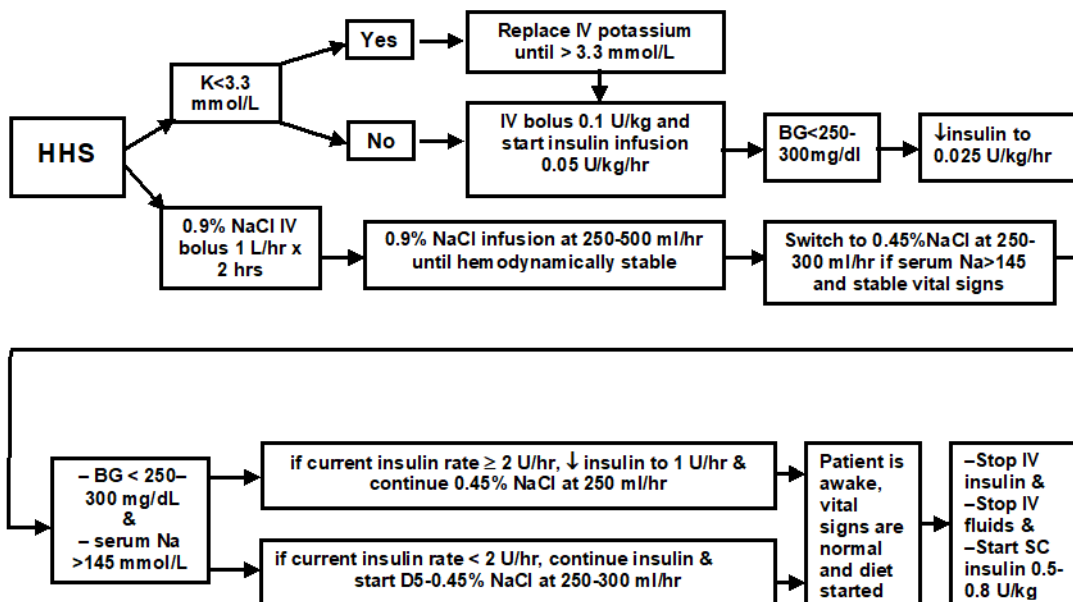 HHS
K<3.3
mmol/L
Yes
Replace IV potassium
until > 3.3 mmol/L
No
IV bolus 0.1 U/kg and
start insulin infusion
0.05 U/kg/hr
BG<250-
300mg/dl
↓insulin to
0.025 U/kg/hr
0.9% NaCl IV
bolus 1 L/hr x
2 hrs
0.9% NaCl infusion at 250-500 ml/hr
until hemodynamically stable
Switch to 0.45%NaCl at 250-
300 ml/hr if serum Na>145
and stable vital signs
– BG < 250–
300 mg/dL
&
– serum Na
>145 mmol/L
if current insulin rate ≥ 2 U/hr, ↓ insulin to 1 U/hr &
continue 0.45% NaCl at 250 ml/hr
if current insulin rate < 2 U/hr, continue insulin &
start D5-0.45% NaCl at 250-300 ml/hr
Patient is
awake,
vital
signs are
normal
and diet
started
–Stop IV
insulin &
–Stop IV
fluids &
–Start SC
insulin 0.5-
0.8 U/kg